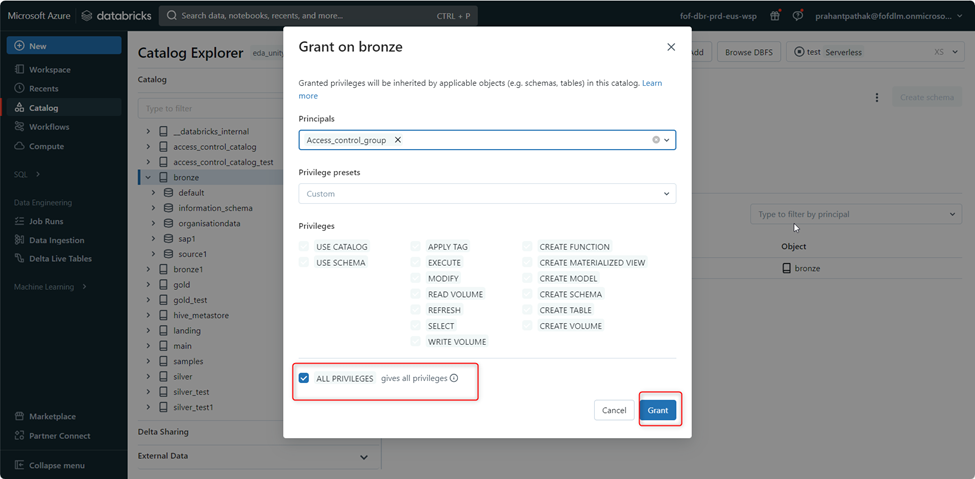 Microsoft Azure databricks Search data, notebooks, recents, and more... CTRL + P fof-dbr-prd-eus-wsp prahantpathak@fofdlm.onmicroso...
New
Workspace
Recents
Catalog
Workflows
Compute
SQL
Data Engineering
Job Runs
Data Ingestion
Delta Live Tables
Machine Learning
Marketplace
Partner Connect
Collapse menu
Catalog Explorer eda_unity
Catalog
Type to filter
__databricks_internal
access_control_catalog
access_control_catalog_test
bronze
default
information_schema
organisationdata
sap1
source1
bronze1
gold
gold_test
hive_metastore
landing
main
samples
silver
silver_test
silver_test1
Delta Sharing
External Data
Grant on bronze
Granted privileges will be inherited by applicable objects (e.g. schemas, tables) in this catalog. Learn
more
Principals
Access_control_group
Privilege presets
Custom
Privileges
USE CATALOG APPLY TAG CREATE FUNCTION
USE SCHEMA EXECUTE CREATE MATERIALIZED VIEW
MODIFY CREATE MODEL
READ VOLUME CREATE SCHEMA
REFRESH CREATE TABLE
SELECT CREATE VOLUME
WRITE VOLUME
ALL PRIVILEGES gives all privileges
Cancel Grant
Add Browse DBFS test Serverless XS
Create schema
Type to filter by principal
Object
bronze